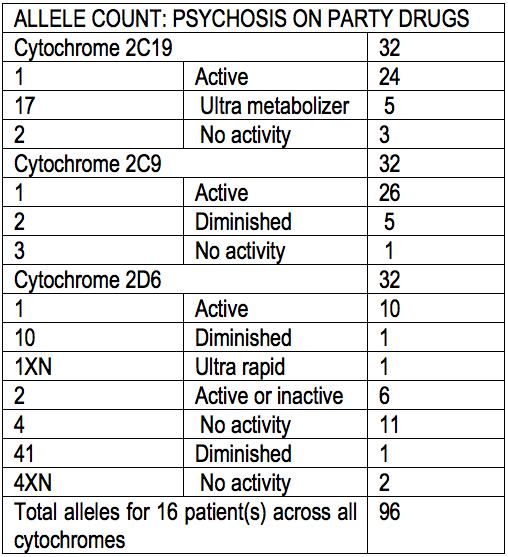 ALLELE COUNT: PSYCHOSIS ON PARTY DRUGS
Cytochrome 2C19 32
1 Active 24
17 Ultra metabolizer 5
2 No activity 3
Cytochrome 2C9 32
1 Active 26
2 Diminished 5
3 No activity 1
Cytochrome 2D6 32
1 Active 10
10 Diminished 1
1XN Ultra rapid 1
2 Active or inactive 6
4 No activity 11
41 Diminished 1
4XN No activity 2
Total alleles for 16 patient(s) across all 96
cytochromes